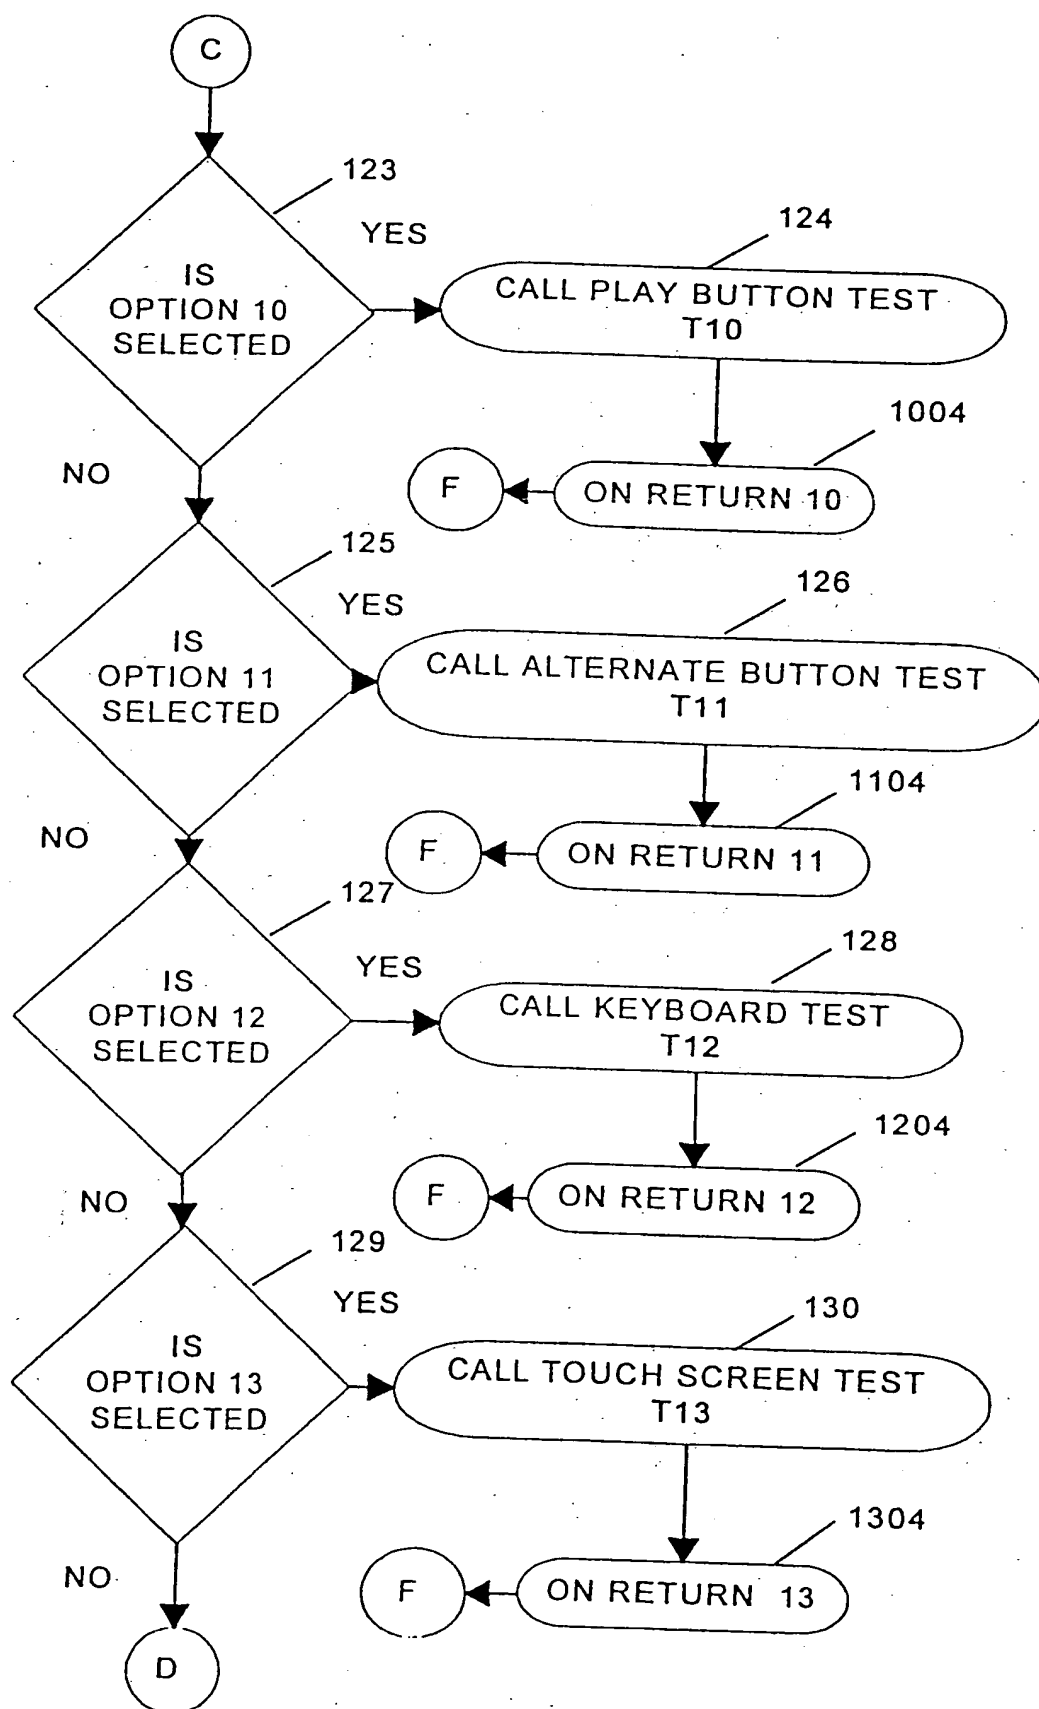 C
123
YES
124
IS
OPTION 10
SELECTED
CALL PLAY BUTTON TEST
T10
1004
NO
F
ON RETURN 10
125
YES
126
IS
OPTION 11
SELECTED
CALL ALTERNATE BUTTON TEST
T11
1104
NO
F
ON RETURN 11
127
YES
128
IS
OPTION 12
SELECTED
CALL KEYBOARD TEST
T12
1204
NO
F
ON RETURN 12
129
YES
130
IS
OPTION 13
SELECTED
CALL TOUCH SCREEN TEST
T13
1304
NO
F
ON RETURN 13
D